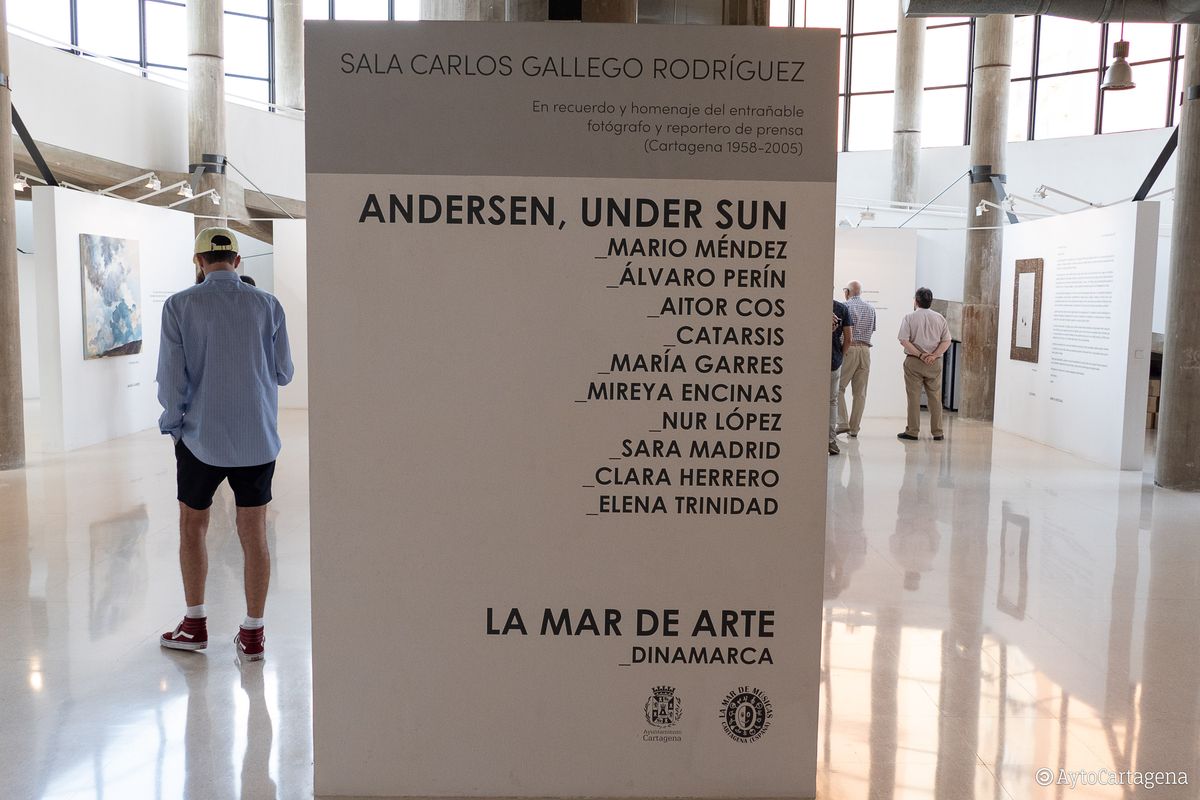 SALA CARLOS GALLEGO RODRÍGUEZ
En recuerdo y homenaje del entrañable
fotógrafo y reportero de prensa
(Cartagena 1958-2005)
ANDERSEN, UNDER SUN
_MARIO MÉNDEZ
_ÁLVARO PERÍN
_AITOR COS
_CATARSIS
_MARÍA GARRES
_MIREYA ENCINAS
_NUR LÓPEZ
_SARA MADRID
_CLARA HERRERO
_ELENA TRINIDAD
LA MAR DE ARTE
_DINAMARCA
Ayuntamiento
Cartagena
LA MAR DE MÚSICAS
CARTAGENA (ESPAÑA)
AytoCartagena